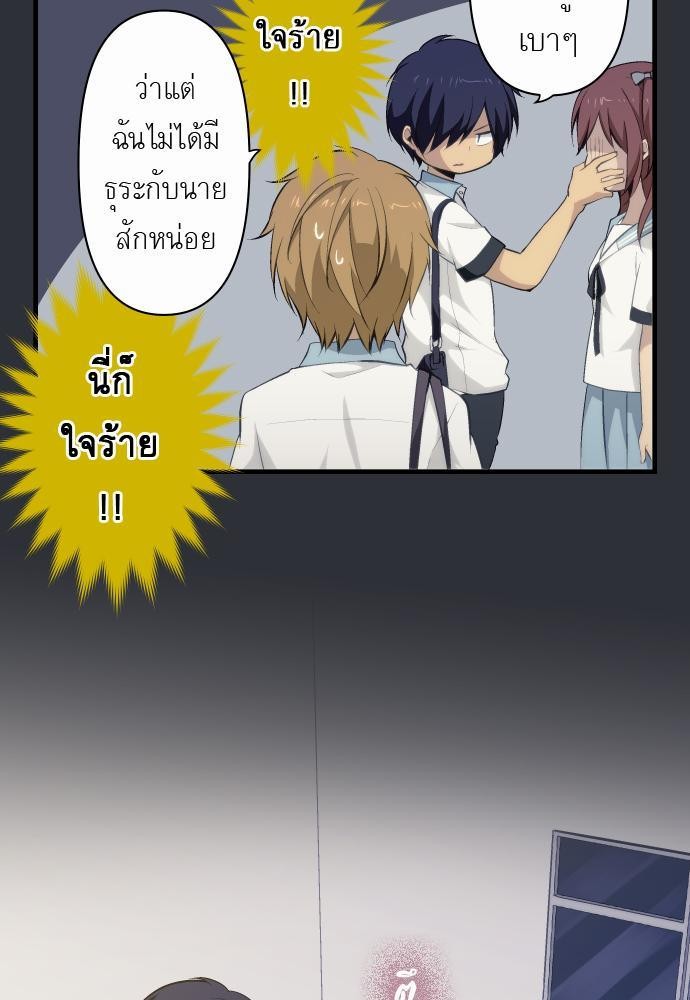 เบาๆ
ใจร้าย
!!
ว่าแต่
ฉันไม่ได้มี
ธุระกับนาย
สักหน่อย
นี่ก็
ใจร้าย
!!
ตึ